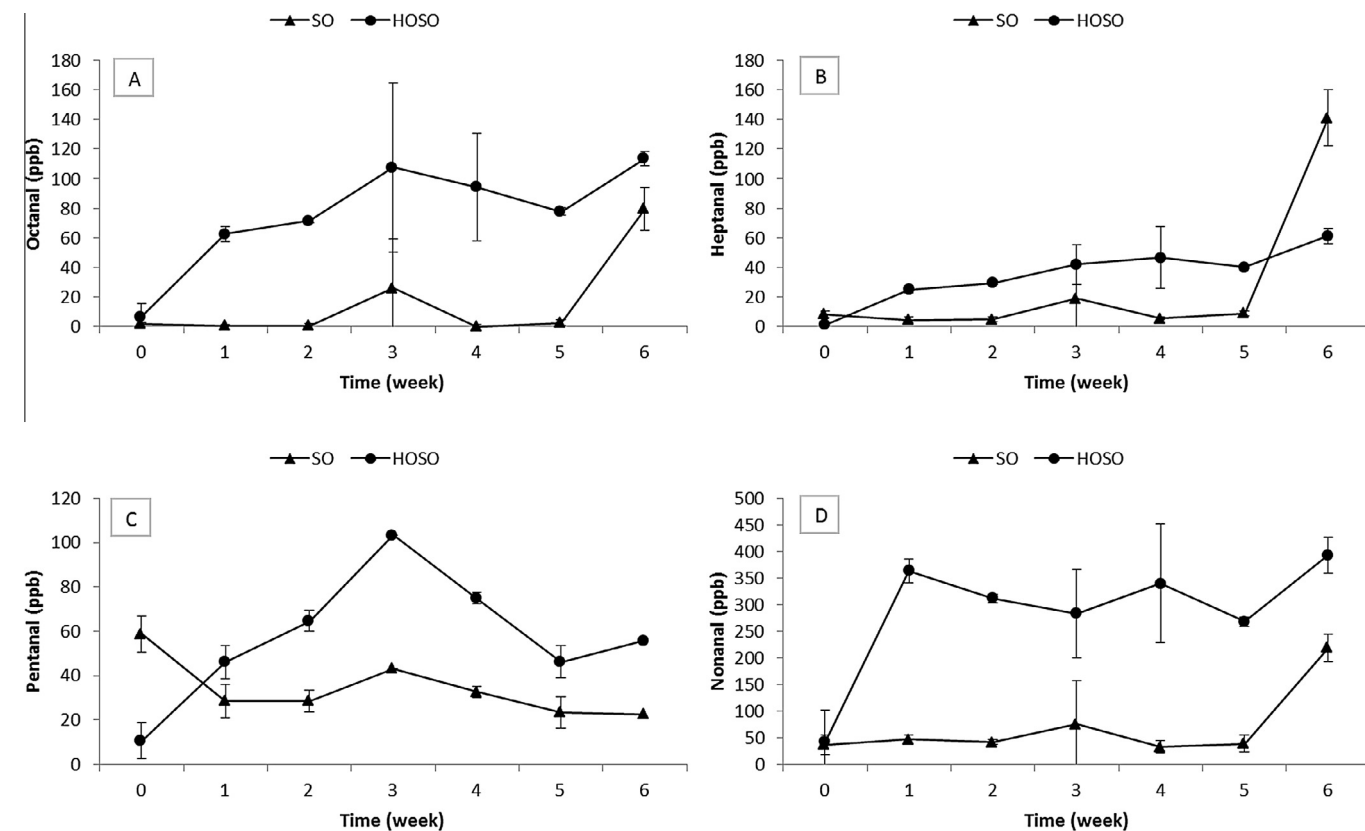 SO HOSO
A
Octanal (ppb)
180
160
140
120
100
80
60
40
20
0
0 1 2 3 4 5 6
Time (week)
SO HOSO
B
Heptanal (ppb)
180
160
140
120
100
80
60
40
20
0
0 1 2 3 4 5 6
Time (week)
SO HOSO
C
Pentanal (ppb)
120
100
80
60
40
20
0
0 1 2 3 4 5 6
Time (week)
SO HOSO
D
Nonanal (ppb)
500
450
400
350
300
250
200
150
100
50
0
0 1 2 3 4 5 6
Time (week)